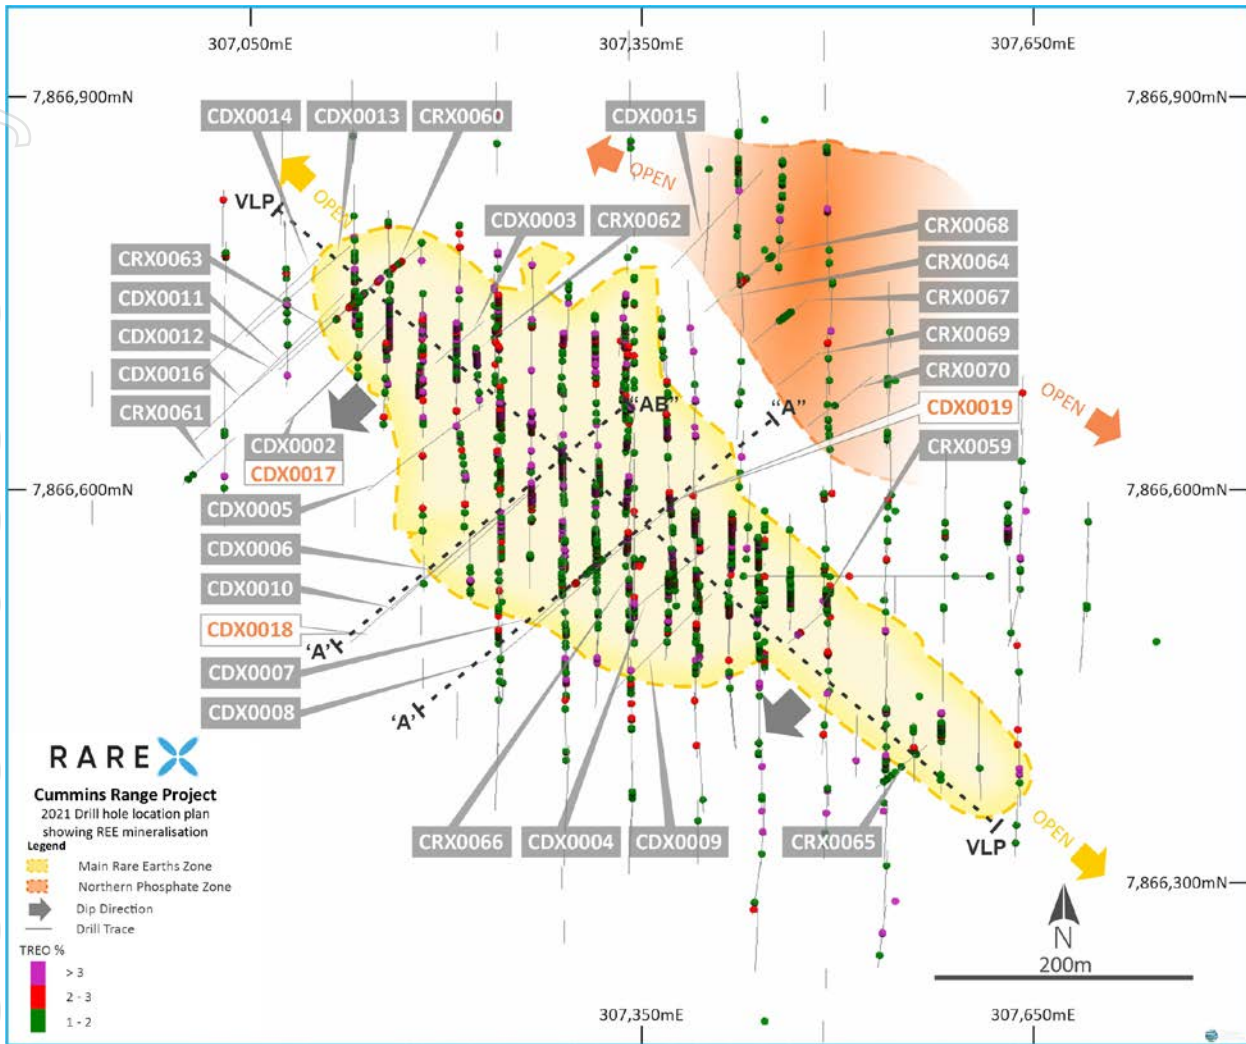 307,050mE
307,350mE
307,650mE
7,866,900mN
7,866,900mN
CDX0014
CDX0013
CRX0060
CDX0015
OPEN
OPEN
VLP
CDX0003
CRX0062
CRX0068
CRX0063
CRX0064
CDX0011
CRX0067
CDX0012
CRX0069
CDX0016
CRX0070
CRX0061
"AB"
"A"
CDX0019
OPEN
CDX0002
CDX0017
CRX0059
7,866,600mN
7,866,600mN
CDX0005
CDX0006
CDX0010
CDX0018
'A'
CDX0007
CDX0008
'A'
RAREX
Cummins Range Project
2021 Drill hole location plan
showing REE mineralisation
Legend
Main Rare Earths Zone
Northern Phosphate Zone
Dip Direction
Drill Trace
TREO %
> 3
2 - 3
1 - 2
CRX0066
CDX0004
CDX0009
CRX0065
VLP
OPEN
7,866,300mN
N
200m
307,350mE
307,650mE